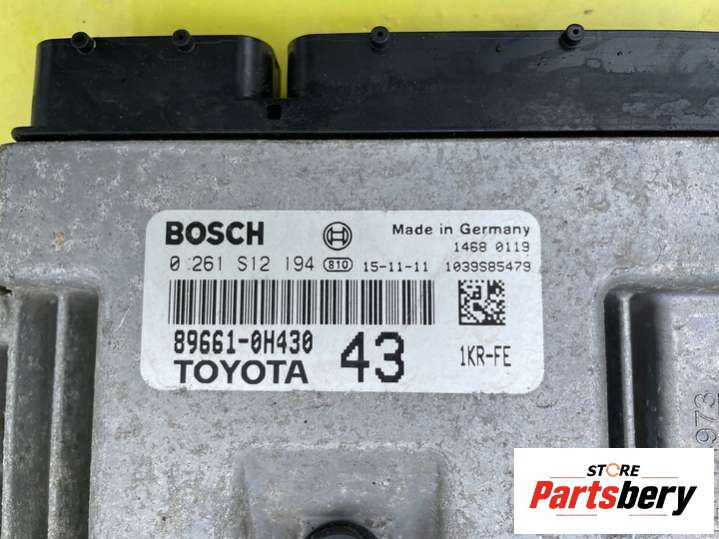 BOSCH
Made in Germany
1468 0119
0 261 S12 194 810 15-11-11 1039S85479
89661-0H430
TOYOTA
43
1KR-FE
973
STORE
Partsbery